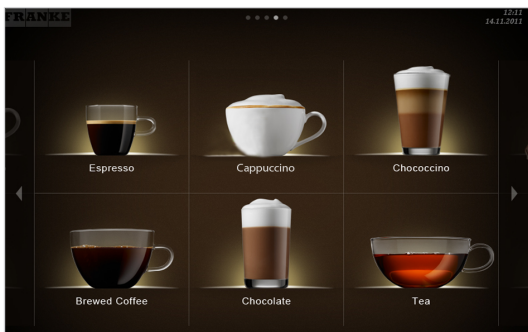 FRANKE
12:11
14.11.2011
Espresso
Cappuccino
Chococcino
Brewed Coffee
Chocolate
Tea